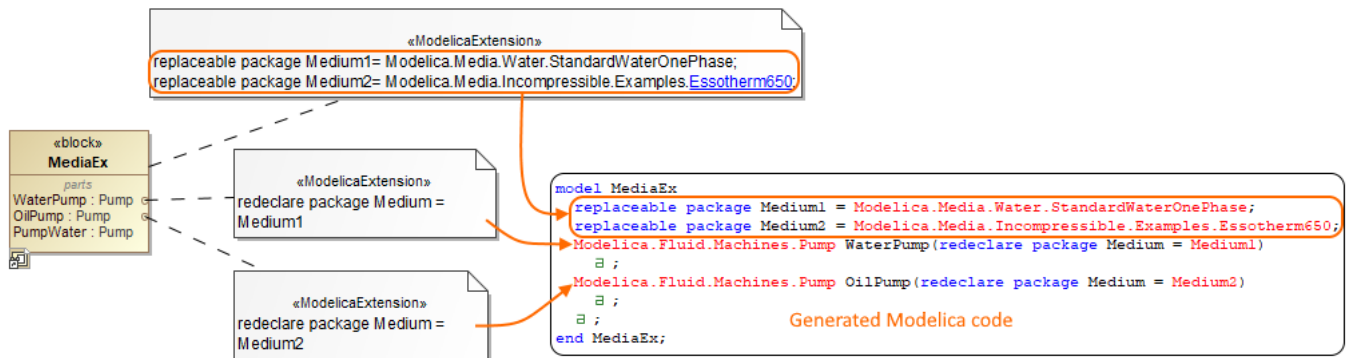 «ModelicaExtension»
replaceable package Medium1= Modelica.Media.Water.StandardWaterOnePhase;
replaceable package Medium2= Modelica.Media.Incompressible.Examples.Essotherm650;
«block»
MediaEx
parts
WaterPump : Pump
OilPump : Pump
PumpWater : Pump
«ModelicaExtension»
redeclare package Medium =
Medium1
«ModelicaExtension»
redeclare package Medium =
Medium2
model MediaEx
replaceable package Medium1 = Modelica.Media.Water.StandardWaterOnePhase;
replaceable package Medium2 = Modelica.Media.Incompressible.Examples.Essotherm650;
Modelica.Fluid.Machines.Pump WaterPump(redeclare package Medium = Medium1)
a ;
Modelica.Fluid.Machines.Pump OilPump(redeclare package Medium = Medium2)
a ;
a ;
end MediaEx;
Generated Modelica code